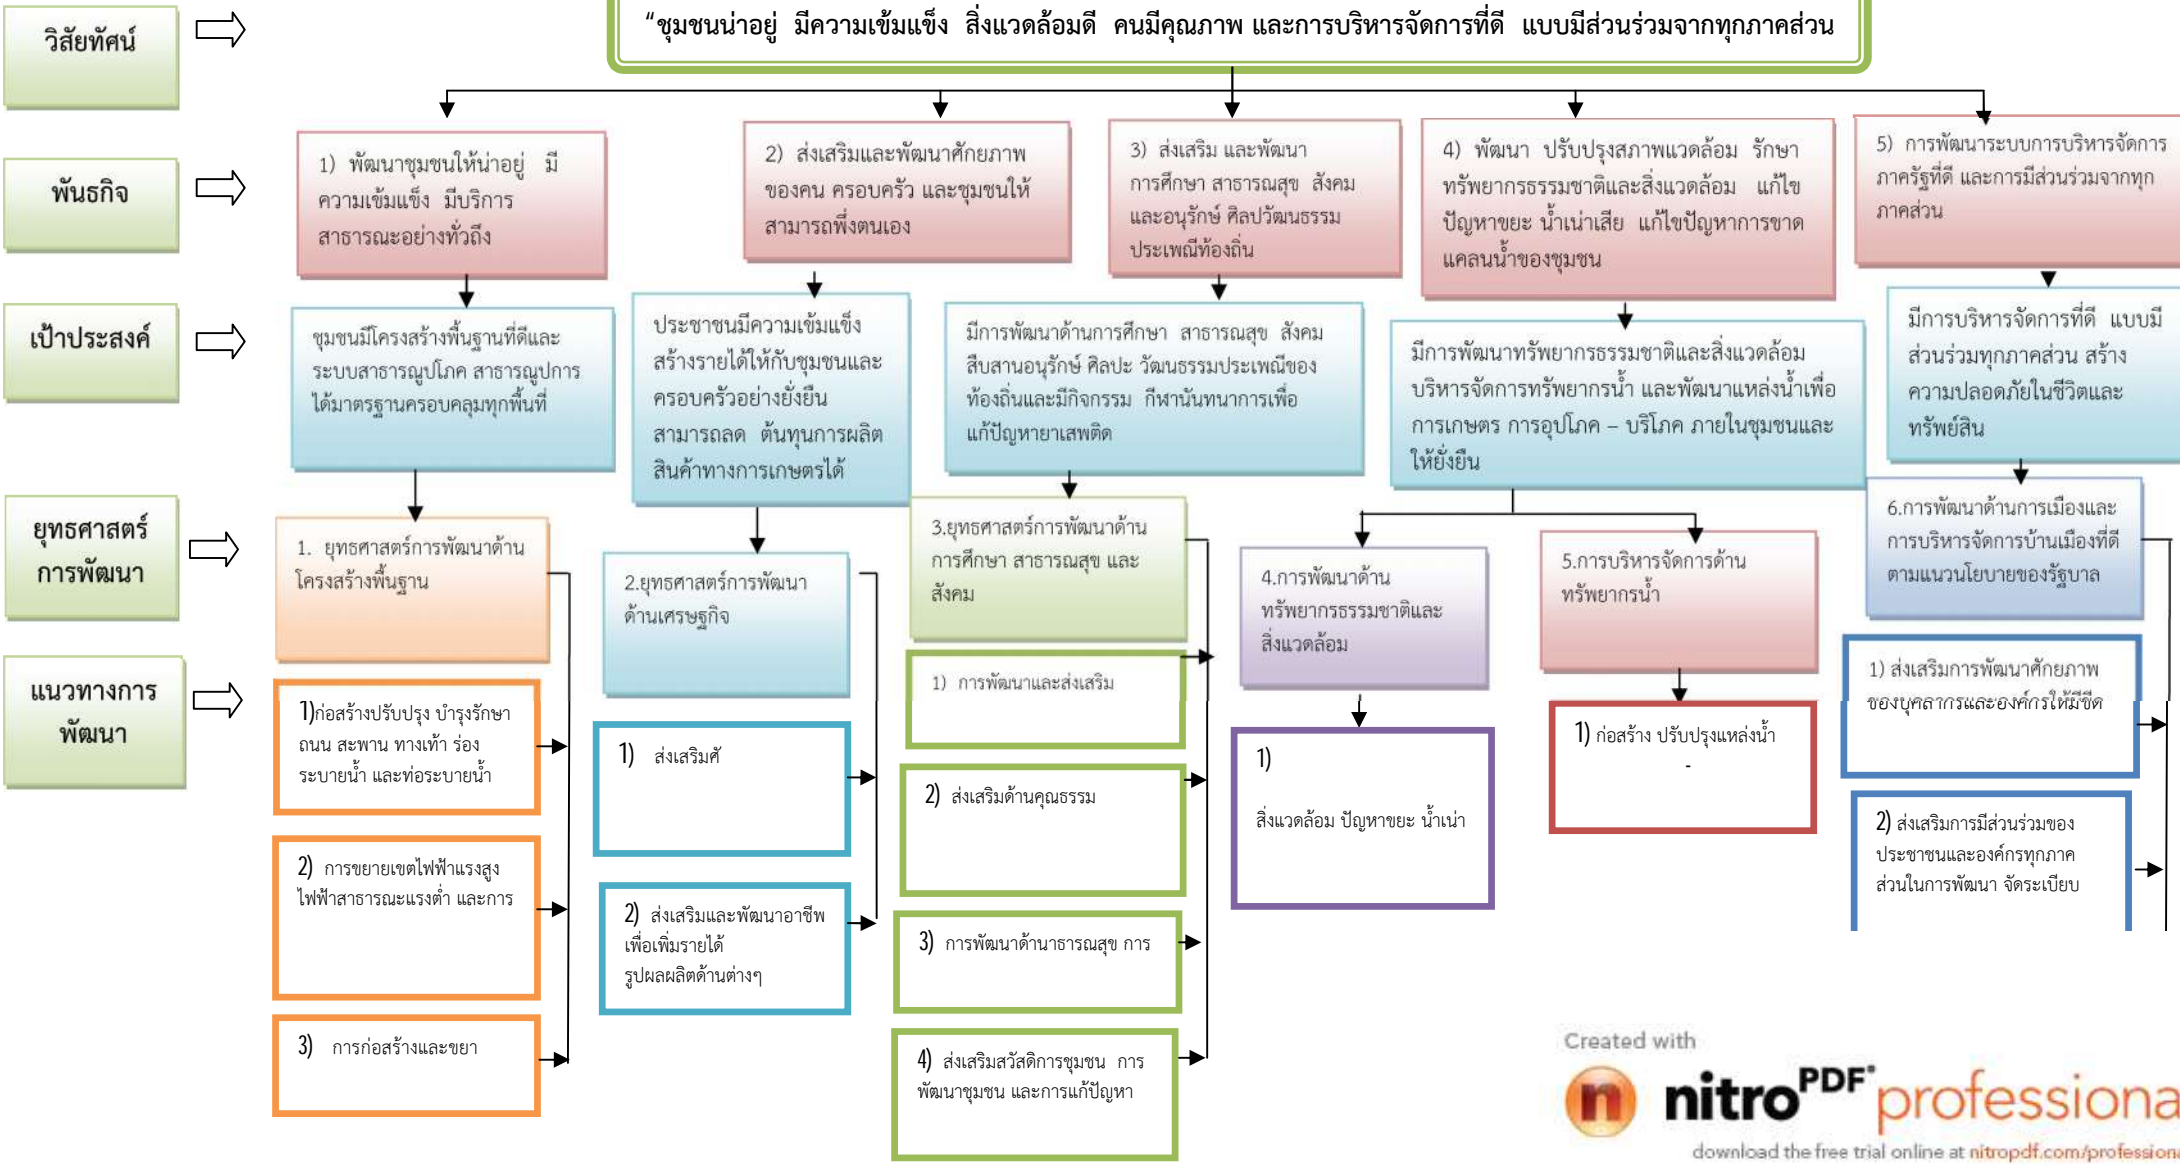 วิสัยทัศน์
“ชุมชนน่าอยู่ มีความเข้มแข็ง สิ่งแวดล้อมดี คนมีคุณภาพ และการบริหารจัดการที่ดี แบบมีส่วนร่วมจากทุกภาคส่วน
พันธกิจ
1) พัฒนาชุมชนให้น่าอยู่ มี
ความเข้มแข็ง มีบริการ
สาธารณะอย่างทั่วถึง
2) ส่งเสริมและพัฒนาศักยภาพ
ของคน ครอบครัว และชุมชนให้
สามารถพึ่งตนเอง
3) ส่งเสริม และพัฒนา
การศึกษา สาธารณสุข สังคม
และอนุรักษ์ ศิลปวัฒนธรรม
ประเพณีท้องถิ่น
4) พัฒนา ปรับปรุงสภาพแวดล้อม รักษา
ทรัพยากรธรรมชาติและสิ่งแวดล้อม แก้ไข
ปัญหาขยะ น้ำเน่าเสีย แก้ไขปัญหาการขาด
แคลนน้ำของชุมชน
5) การพัฒนาระบบการบริหารจัดการ
ภาครัฐที่ดี และการมีส่วนร่วมจากทุก
ภาคส่วน
เป้าประสงค์
ชุมชนมีโครงสร้างพื้นฐานที่ดีและ
ระบบสาธารณูปโภค สาธารณูปการ
ได้มาตรฐานครอบคลุมทุกพื้นที่
ประชาชนมีความเข้มแข็ง
สร้างรายได้ให้กับชุมชนและ
ครอบครัวอย่างยั่งยืน
สามารถลด ต้นทุนการผลิต
สินค้าทางการเกษตรได้
มีการพัฒนาด้านการศึกษา สาธารณสุข สังคม
สืบสานอนุรักษ์ ศิลปะ วัฒนธรรมประเพณีของ
ท้องถิ่นและมีกิจกรรม กีฬานันทนาการเพื่อ
แก้ปัญหายาเสพติด
มีการพัฒนาทรัพยากรธรรมชาติและสิ่งแวดล้อม
บริหารจัดการทรัพยากรน้ำ และพัฒนาแหล่งน้ำเพื่อ
การเกษตร การอุปโภค – บริโภค ภายในชุมชนและ
ให้ยั่งยืน
มีการบริหารจัดการที่ดี แบบมี
ส่วนร่วมทุกภาคส่วน สร้าง
ความปลอดภัยในชีวิตและ
ทรัพย์สิน
ยุทธศาสตร์
การพัฒนา
1. ยุทธศาสตร์การพัฒนาด้าน
โครงสร้างพื้นฐาน
2.ยุทธศาสตร์การพัฒนา
ด้านเศรษฐกิจ
3.ยุทธศาสตร์การพัฒนาด้าน
การศึกษา สาธารณสุข และ
สังคม
4.การพัฒนาด้าน
ทรัพยากรธรรมชาติและ
สิ่งแวดล้อม
5.การบริหารจัดการด้าน
ทรัพยากรน้ำ
6.การพัฒนาด้านการเมืองและ
การบริหารจัดการบ้านเมืองที่ดี
ตามแนวนโยบายของรัฐบาล
แนวทางการ
พัฒนา
1)ก่อสร้างปรับปรุง บำรุงรักษา
ถนน สะพาน ทางเท้า ร่อง
ระบายน้ำ และท่อระบายน้ำ
2) การขยายเขตไฟฟ้าแรงสูง
ไฟฟ้าสาธารณะแรงต่ำ และการ
3) การก่อสร้างและขยา
1) ส่งเสริมศั
2) ส่งเสริมและพัฒนาอาชีพ
เพื่อเพิ่มรายได้
รูปผลผลิตด้านต่างๆ
1) การพัฒนาและส่งเสริม
2) ส่งเสริมด้านคุณธรรม
3) การพัฒนาด้านาธารณสุข การ
4) ส่งเสริมสวัสดิการชุมชน การ
พัฒนาชุมชน และการแก้ปัญหา
1)
สิ่งแวดล้อม ปัญหาขยะ น้ำเน่า
1) ก่อสร้าง ปรับปรุงแหล่งน้ำ
-
1) ส่งเสริมการพัฒนาศักยภาพ
ของบุคลากรและองค์กรให้มีขีด
2) ส่งเสริมการมีส่วนร่วมของ
ประชาชนและองค์กรทุกภาค
ส่วนในการพัฒนา จัดระเบียบ
Created with
nitro PDF professiona
download the free trial online at nitropdf.com/professiona